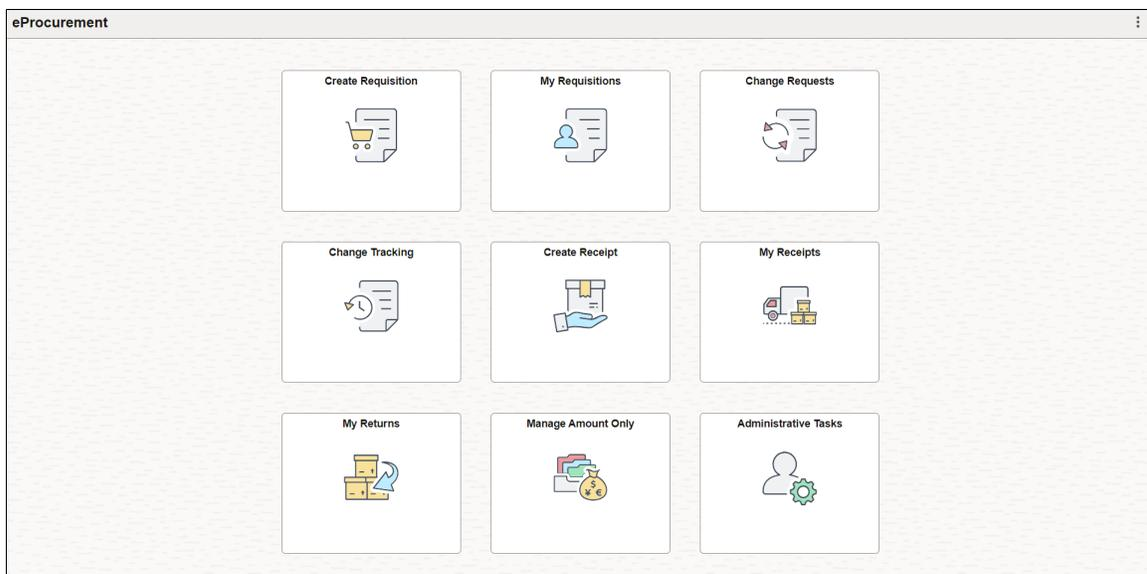 eProcurement
Create Requisition
My Requisitions
Change Requests
Change Tracking
Create Receipt
My Receipts
My Returns
Manage Amount Only
$
¥ €
Administrative Tasks